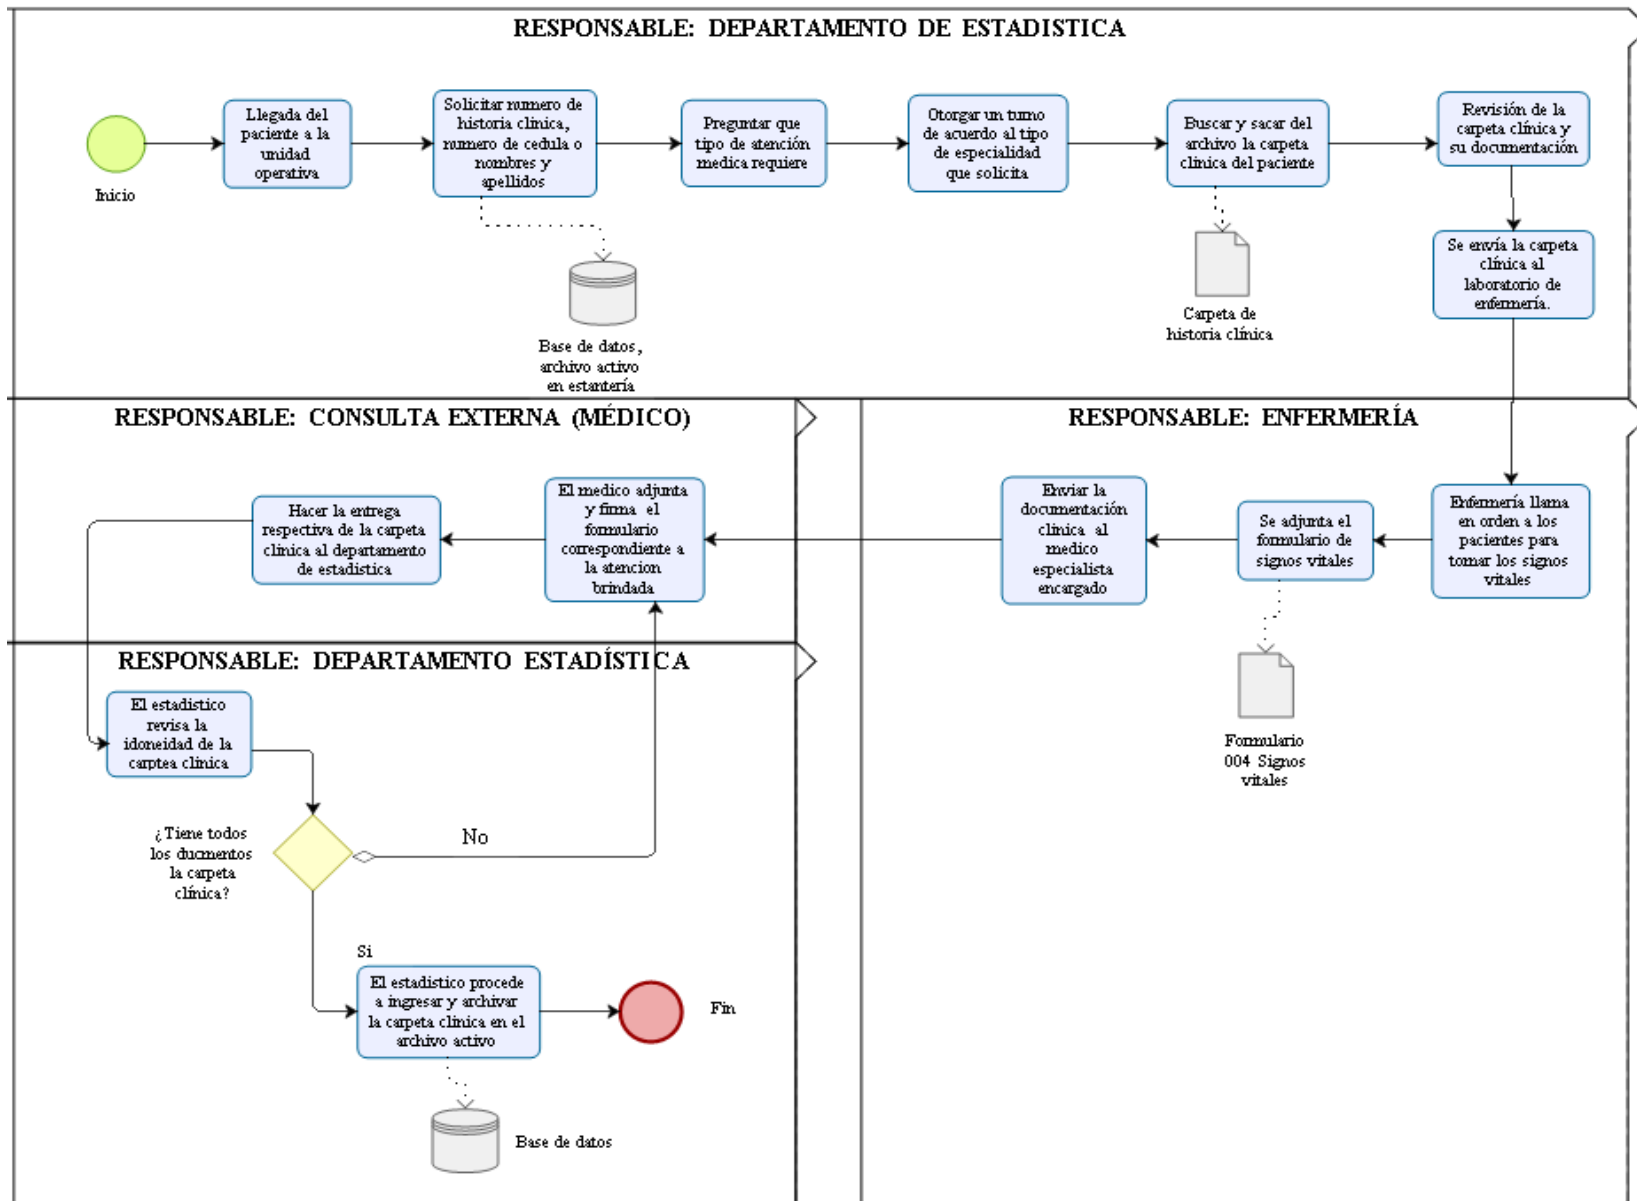 RESPONSABLE: DEPARTAMENTO DE ESTADISTICA
Inicio
Llegada del
paciente a la
unidad
operativa
Solicitar numero de
historia clínica,
numero de cedula o
nombres y
apellidos
Base de datos,
archivo activo
en estantería
Preguntar que
tipo de atención
medica requiere
Otorgar un turno
de acuerdo al tipo
de especialidad
que solicita
Buscar y sacar del
archivo la carpeta
clínica del paciente
Carpeta de
historia clínica
Revisión de la
carpeta clínica y
su documentación
Se envía la carpeta
clínica al
laboratorio de
enfermería.
RESPONSABLE: ENFERMERÍA
Enfermería llama
en orden a los
pacientes para
tomar los signos
vitales
Se adjunta el
formulario de
signos vitales
Formulario
004 Signos
vitales
Enviar la
documentación
clínica al
medico
especialista
encargado
RESPONSABLE: CONSULTA EXTERNA (MÉDICO)
El medico adjunta
y firma el
formulario
correspondiente a
la atencion
brindada
Hacer la entrega
respectiva de la carpeta
clinica al departamento
de estadistica
RESPONSABLE: DEPARTAMENTO ESTADÍSTICA
El estadistico
revisa la
idoneidad de la
carptea clinica
¿Tiene todos
los ducmentos
la carpeta
clínica?
No
Si
El estadistico procede
a ingresar y archivar
la carpeta clinica en el
archivo activo
Fin
Base de datos